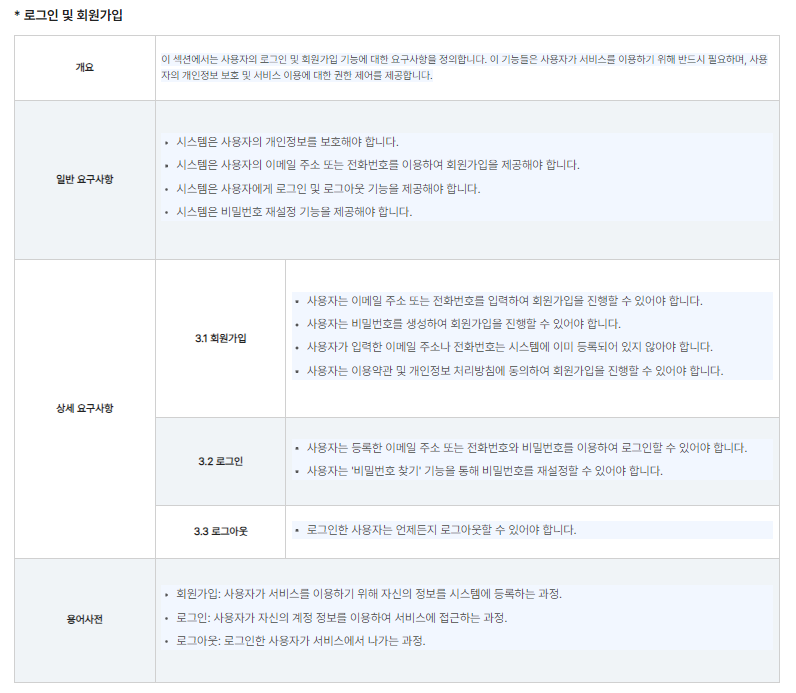 * 로그인 및 회원가입
개요
이 섹션에서는 사용자의 로그인 및 회원가입 기능에 대한 요구사항을 정의합니다. 이 기능들은 사용자가 서비스를 이용하기 위해 반드시 필요하며, 사용
자의 개인정보 보호 및 서비스 이용에 대한 권한 제어를 제공합니다.
일반 요구사항
• 시스템은 사용자의 개인정보를 보호해야 합니다.
• 시스템은 사용자의 이메일 주소 또는 전화번호를 이용하여 회원가입을 제공해야 합니다.
• 시스템은 사용자에게 로그인 및 로그아웃 기능을 제공해야 합니다.
• 시스템은 비밀번호 재설정 기능을 제공해야 합니다.
상세 요구사항
3.1 회원가입
• 사용자는 이메일 주소 또는 전화번호를 입력하여 회원가입을 진행할 수 있어야 합니다.
• 사용자는 비밀번호를 생성하여 회원가입을 진행할 수 있어야 합니다.
• 사용자가 입력한 이메일 주소나 전화번호는 시스템에 이미 등록되어 있지 않아야 합니다.
• 사용자는 이용약관 및 개인정보 처리방침에 동의하여 회원가입을 진행할 수 있어야 합니다.
3.2 로그인
• 사용자는 등록한 이메일 주소 또는 전화번호와 비밀번호를 이용하여 로그인할 수 있어야 합니다.
• 사용자는 '비밀번호 찾기' 기능을 통해 비밀번호를 재설정할 수 있어야 합니다.
3.3 로그아웃
• 로그인한 사용자는 언제든지 로그아웃할 수 있어야 합니다.
용어사전
• 회원가입: 사용자가 서비스를 이용하기 위해 자신의 정보를 시스템에 등록하는 과정.
• 로그인: 사용자가 자신의 계정 정보를 이용하여 서비스에 접근하는 과정.
• 로그아웃: 로그인한 사용자가 서비스에서 나가는 과정.